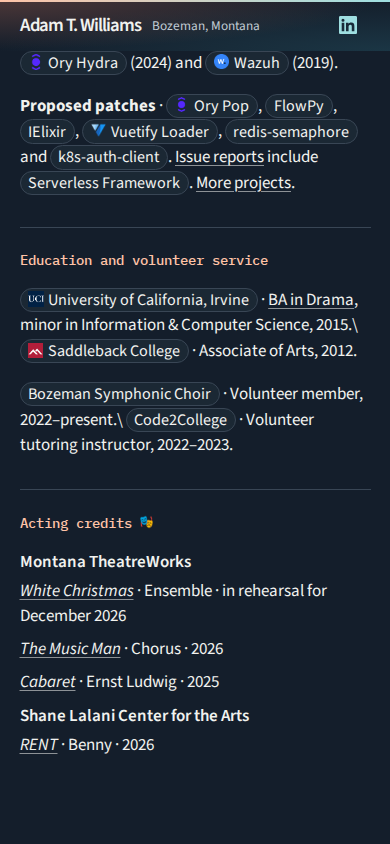 Adam T. Williams Bozeman, Montana
Ory Hydra (2024) and Wazuh (2019).
Proposed patches · Ory Pop, FlowPy,
IElixir, Vuetify Loader, redis-semaphore
and k8s-auth-client. Issue reports include
Serverless Framework. More projects.
Education and volunteer service
UCI University of California, Irvine · BA in Drama,
minor in Information & Computer Science, 2015.\
Saddleback College · Associate of Arts, 2012.
Bozeman Symphonic Choir · Volunteer member,
2022–present.\ Code2College · Volunteer
tutoring instructor, 2022–2023.
Acting credits 🎭
Montana TheatreWorks
White Christmas · Ensemble · in rehearsal for
December 2026
The Music Man · Chorus · 2026
Cabaret · Ernst Ludwig · 2025
Shane Lalani Center for the Arts
RENT · Benny · 2026